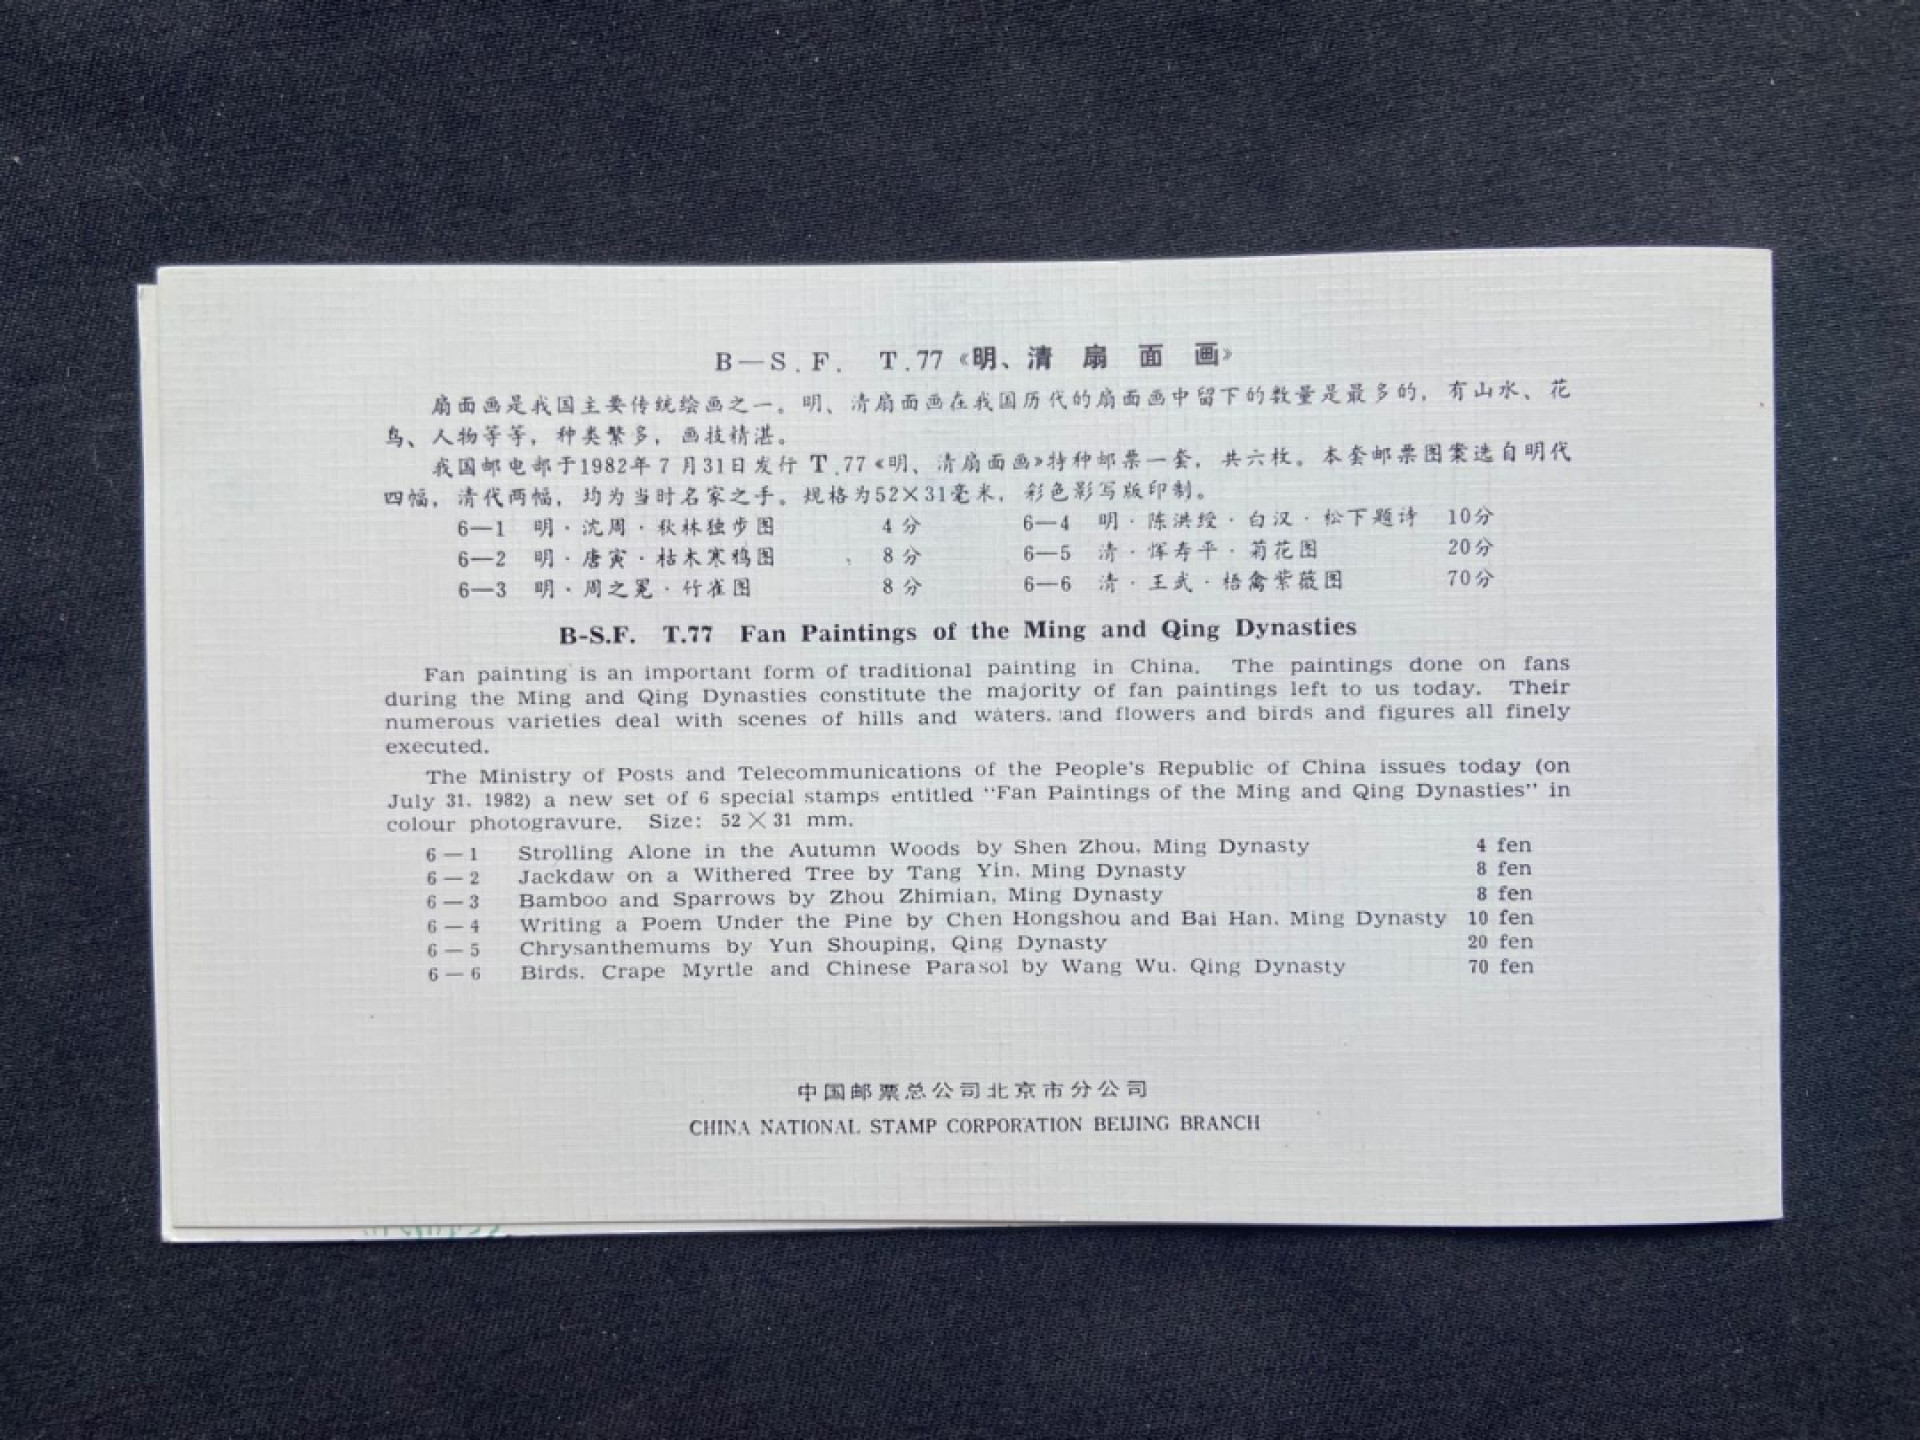 B—S.F. T.77《明、清扇面画》
扇面画是我国主要传统绘画之一。明、清扇面画在我国历代的扇面画中留下的数量是最多的，有山水、花
鸟、人物等等，种类繁多，画技精湛。
我国邮电部于1982年7月31日发行 T.77《明、清扇面画》特种邮票一套，共六枚。本套邮票图案选自明代
四幅，清代两幅，均为当时名家之手。规格为52×31毫米，彩色影写版印制。
6—1 明·沈周·秋林独步图 4分 6—4 明·陈洪绶·白汉·松下题诗 10分
6—2 明·唐寅·枯木寒鸦图 8分 6—5 清·恽寿平·菊花图 20分
6—3 明·周之冕·竹雀图 8分 6—6 清·王武·梧禽紫薇图 70分
B-S.F. T.77 Fan Paintings of the Ming and Qing Dynasties
Fan painting is an important form of traditional painting in China. The paintings done on fans
during the Ming and Qing Dynasties constitute the majority of fan paintings left to us today. Their
numerous varieties deal with scenes of hills and waters, and flowers and birds and figures all finely
executed.
The Ministry of Posts and Telecommunications of the People's Republic of China issues today (on
July 31, 1982) a new set of 6 special stamps entitled "Fan Paintings of the Ming and Qing Dynasties" in
colour photogravure. Size: 52×31 mm.
6—1 Strolling Alone in the Autumn Woods by Shen Zhou, Ming Dynasty 4 fen
6—2 Jackdaw on a Withered Tree by Tang Yin, Ming Dynasty 8 fen
6—3 Bamboo and Sparrows by Zhou Zhimian, Ming Dynasty 8 fen
6—4 Writing a Poem Under the Pine by Chen Hongshou and Bai Han, Ming Dynasty 10 fen
6—5 Chrysanthemums by Yun Shouping, Qing Dynasty 20 fen
6—6 Birds, Crape Myrtle and Chinese Parasol by Wang Wu, Qing Dynasty 70 fen
中国邮票总公司北京市分公司
CHINA NATIONAL STAMP CORPORATION BEIJING BRANCH